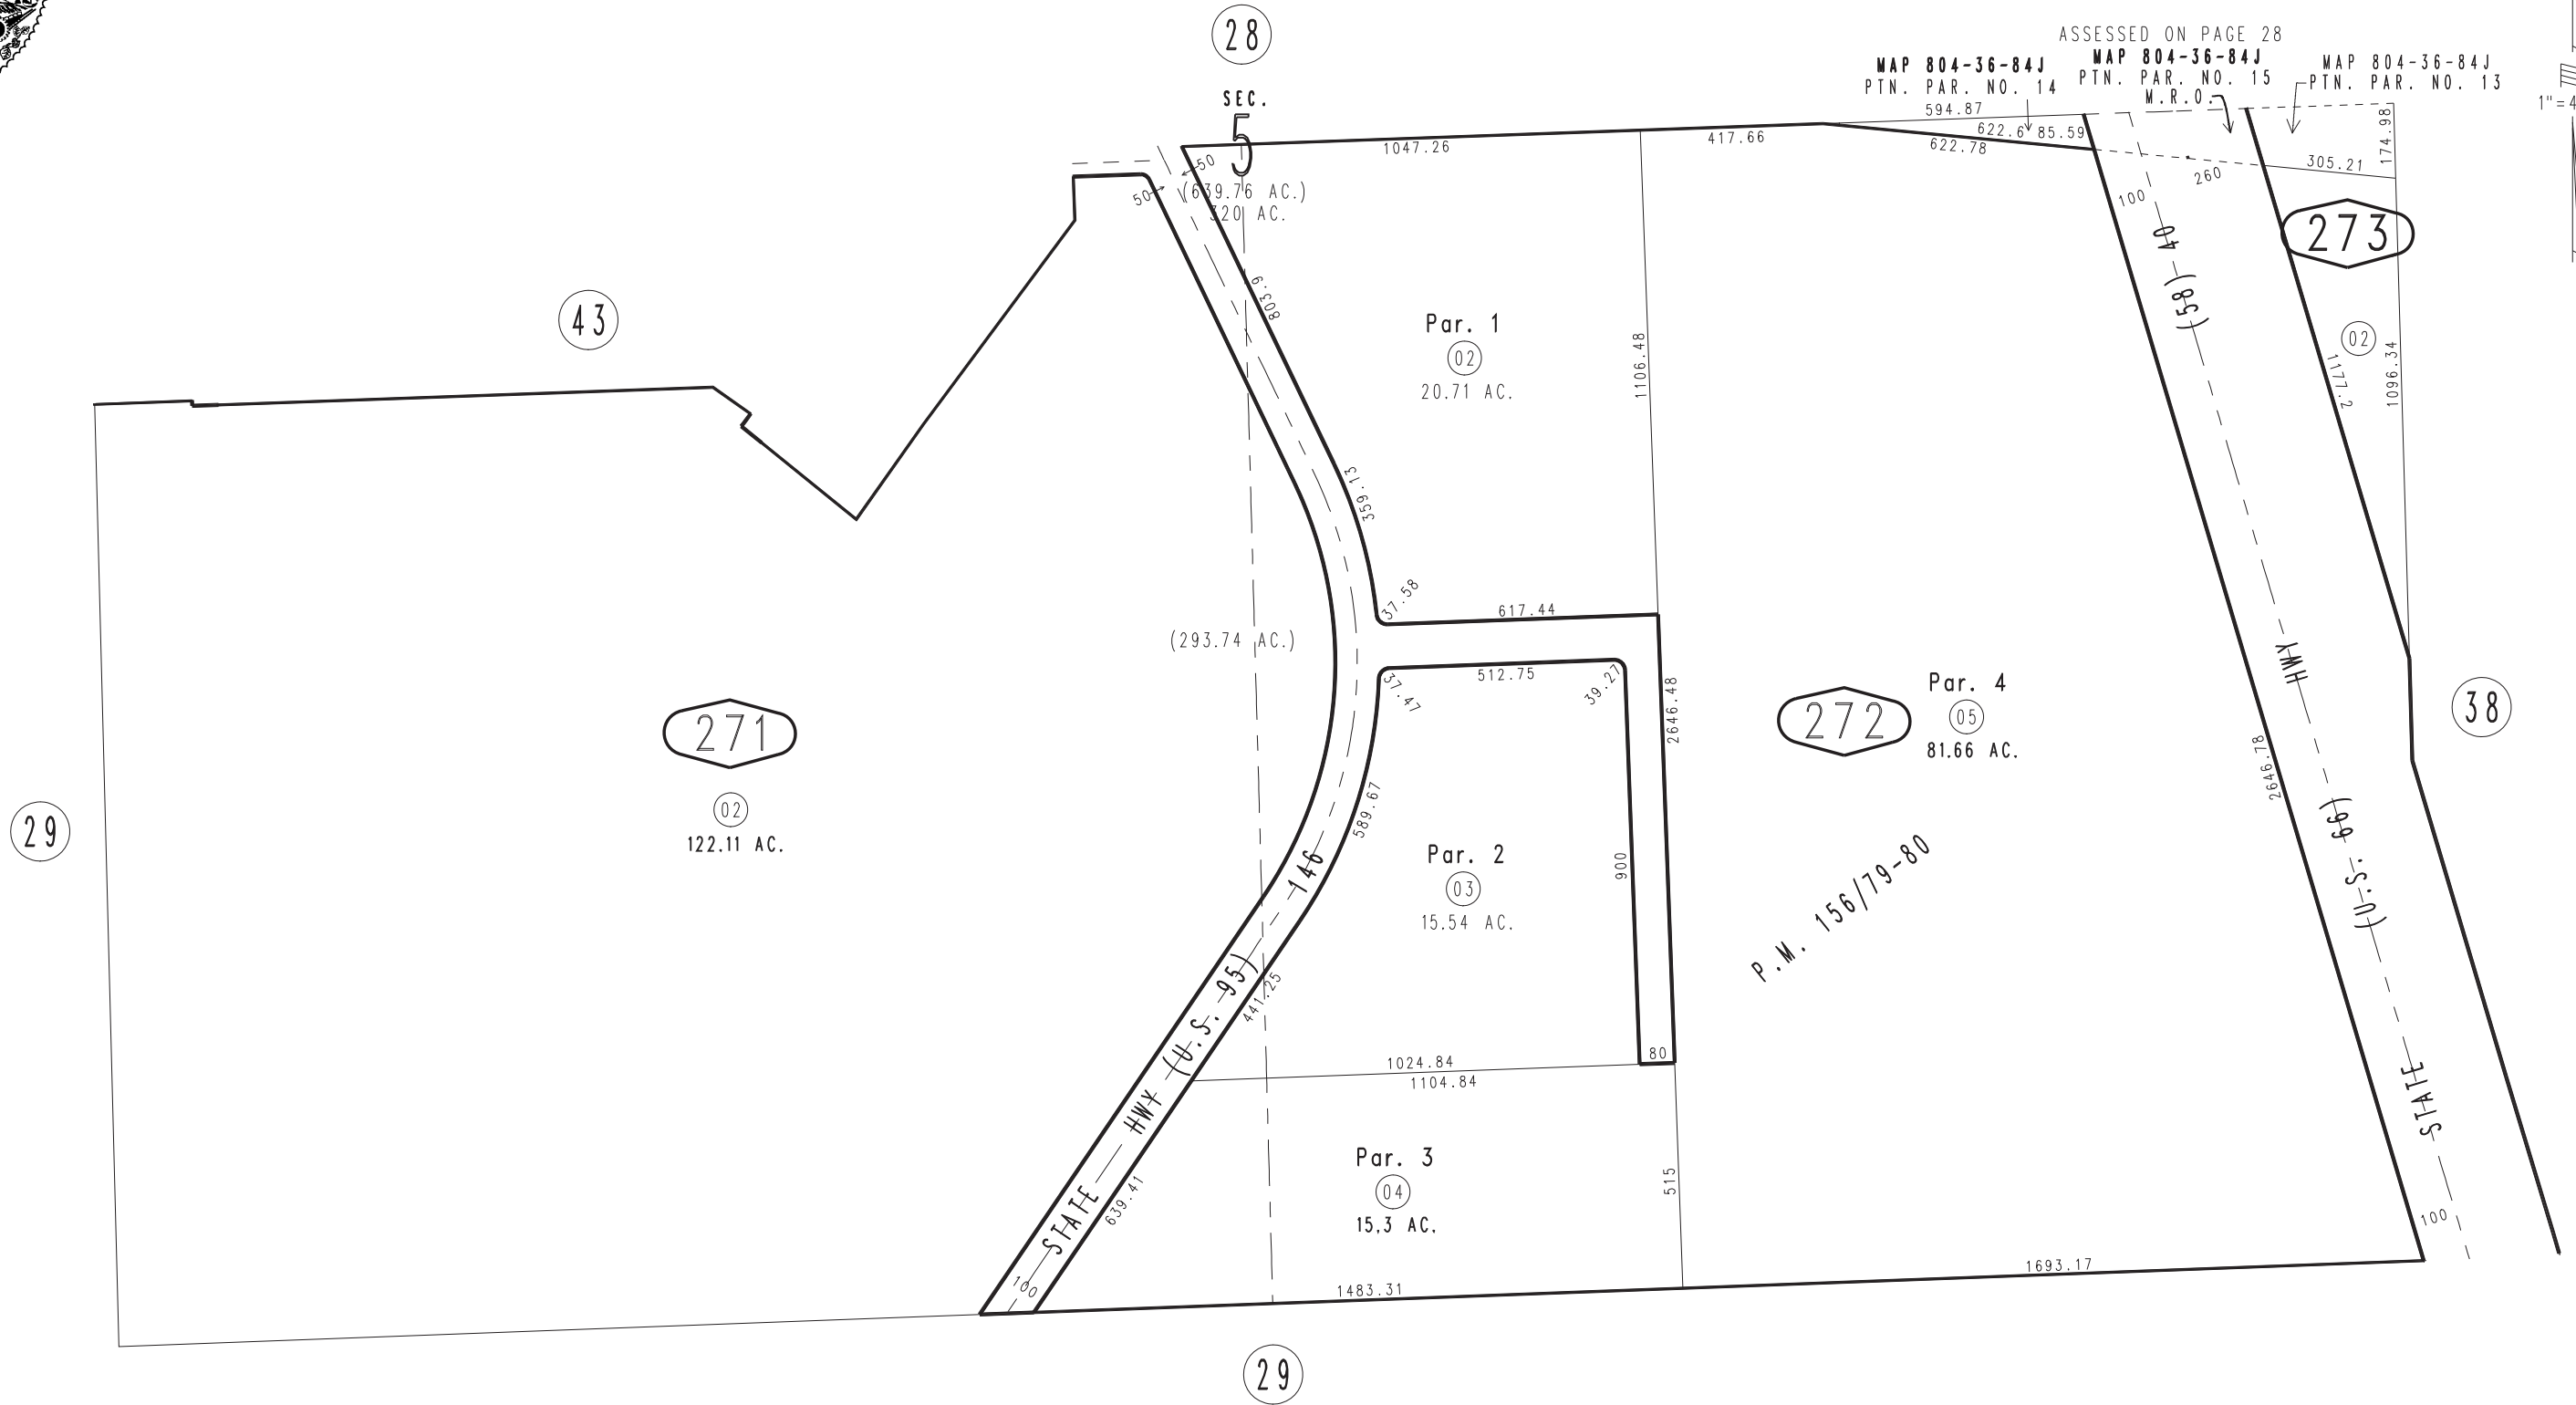 28
SEC.
5
(639.76 AC.)
320 AC.
ASSESSED ON PAGE 28
MAP 804-36-84J
PTN. PAR. NO. 14
MAP 804-36-84J
PTN. PAR. NO. 15
M.R.O.
MAP 804-36-84J
PTN. PAR. NO. 13
1"=4
594.87
622.6
85.59
622.78
1047.26
417.66
50
50
174.98
305.21
260
100
273
02
1177.2
1096.34
43
803.9
Par. 1
02
20.71 AC.
1106.48
359.13
37.58
617.44
(293.74 AC.)
512.75
37.47
39.27
2646.48
271
02
122.11 AC.
272
Par. 4
05
81.66 AC.
38
29
589.67
Par. 2
03
15.54 AC.
900
P.M. 156/79-80
2646.78
STATE HWY (U.S. 66) (58) 40
STATE HWY (U.S. 95) 146
441.25
1024.84
80
1104.84
Par. 3
04
15.3 AC.
515
639.41
100
100
1483.31
1693.17
29